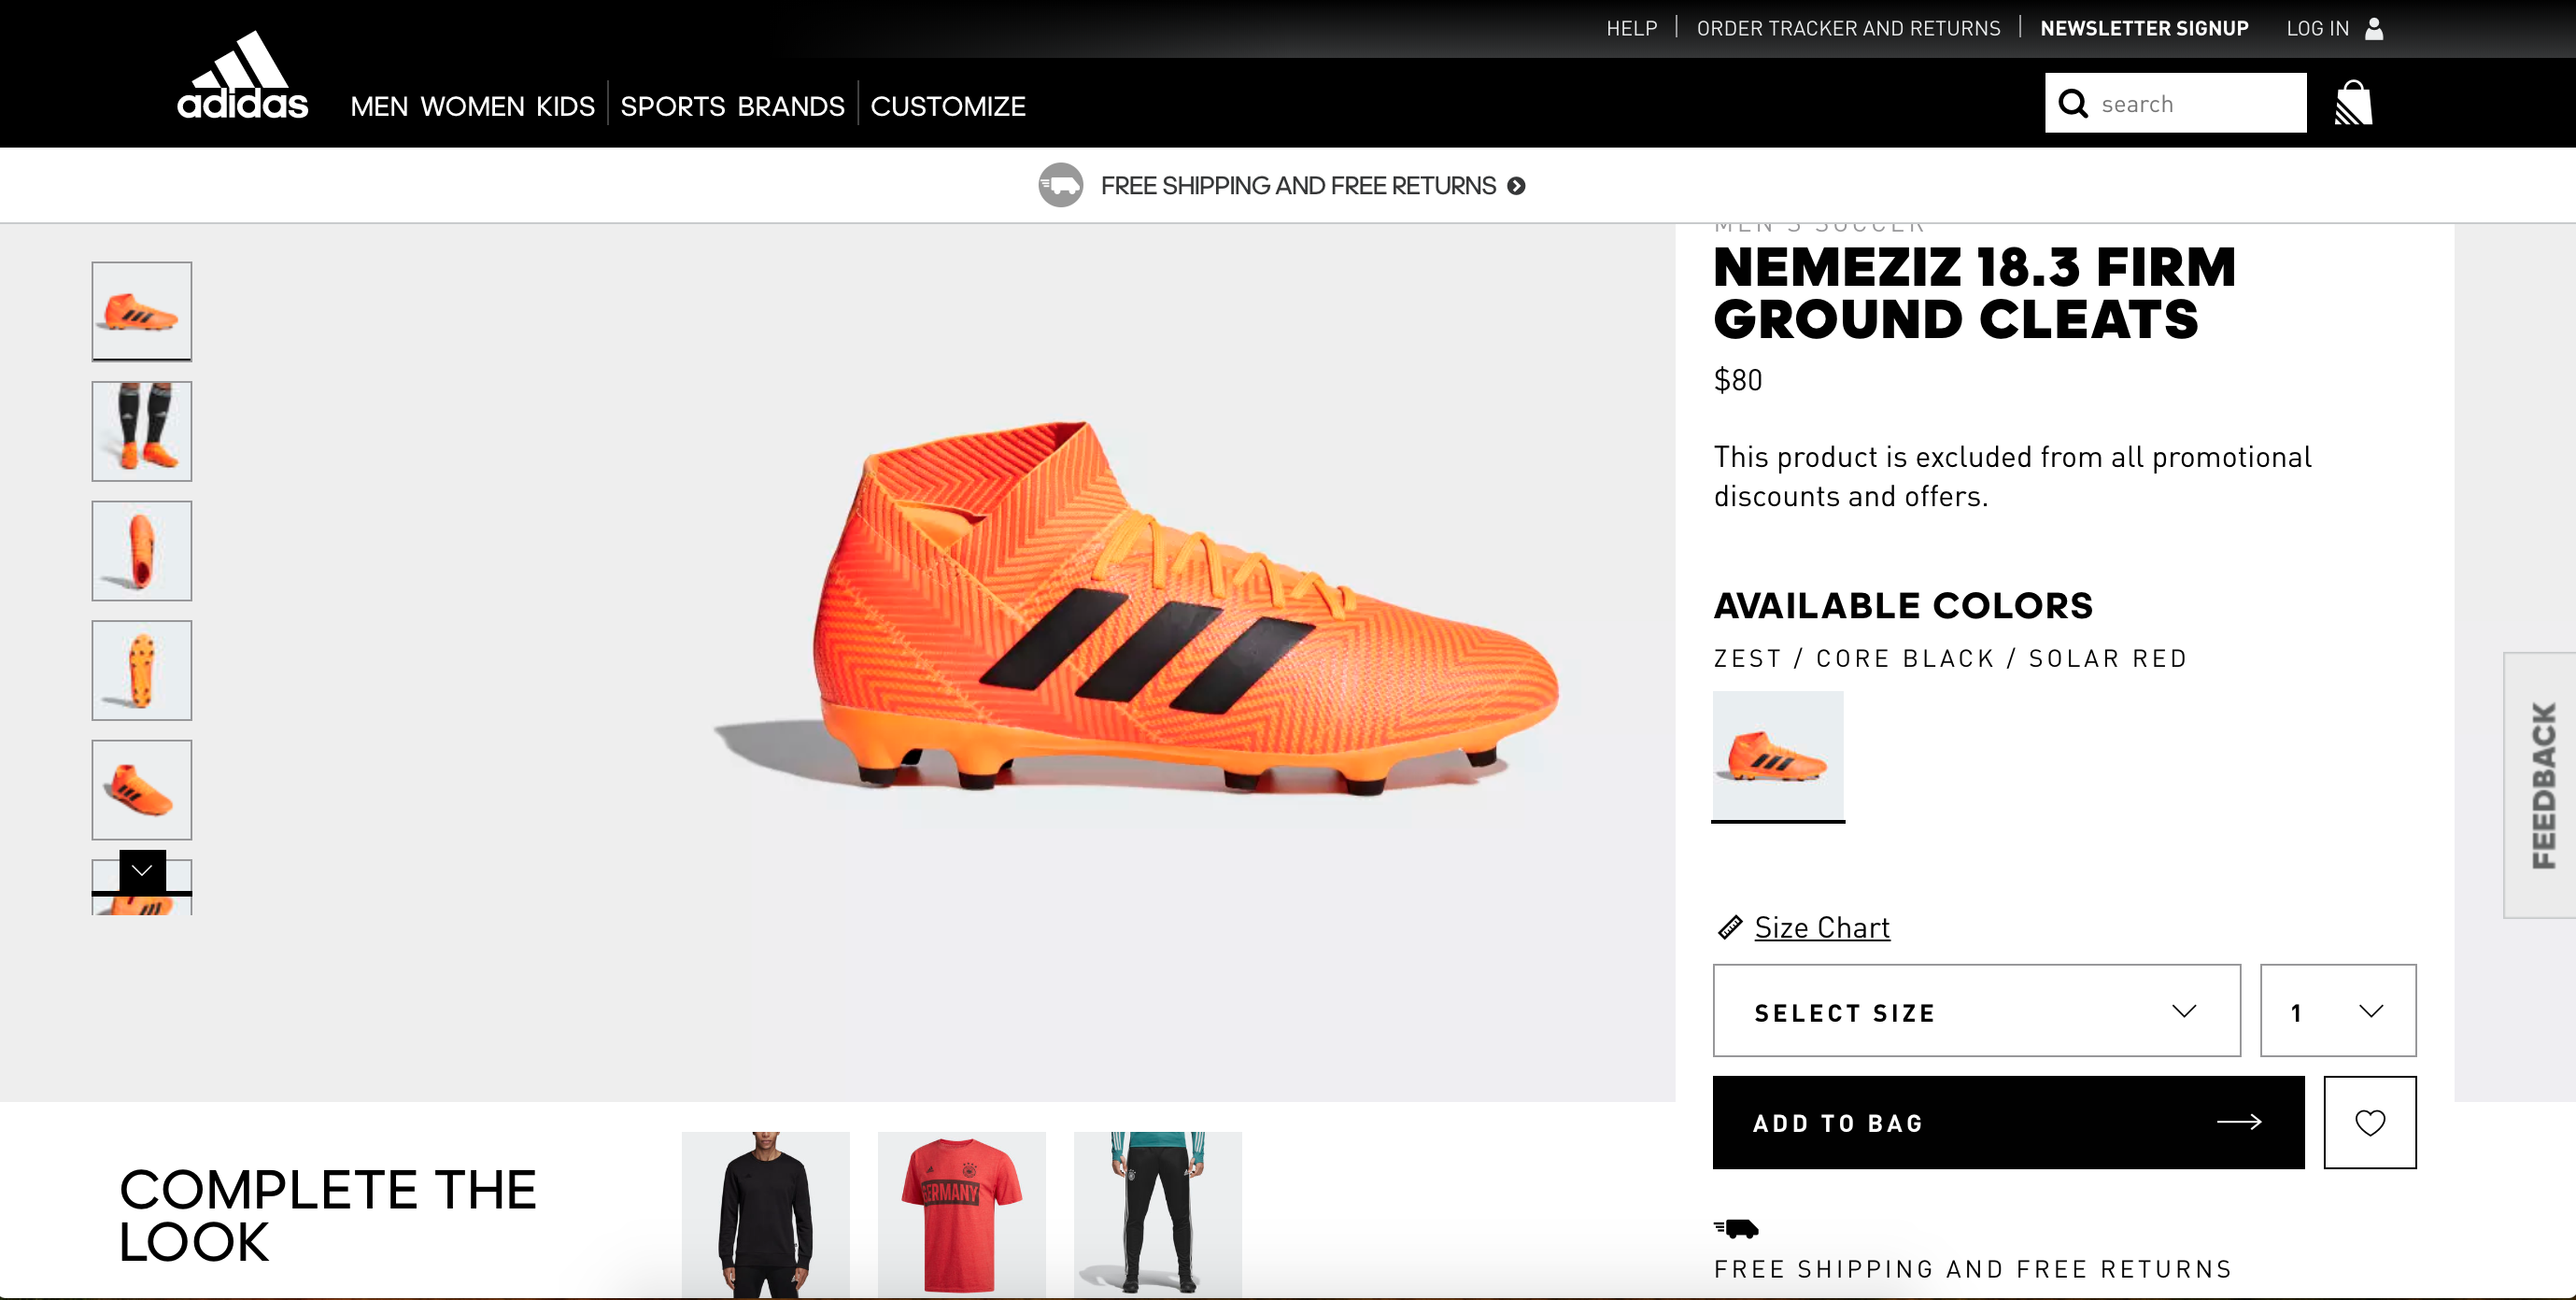 HELP
ORDER TRACKER AND RETURNS
NEWSLETTER SIGNUP
LOG IN
adidas
MEN WOMEN KIDS
SPORTS BRANDS
CUSTOMIZE
search
FREE SHIPPING AND FREE RETURNS
MEN'S SOCCER
NEMEZIZ 18.3 FIRM
GROUND CLEATS
$80
This product is excluded from all promotional
discounts and offers.
AVAILABLE COLORS
ZEST / CORE BLACK / SOLAR RED
FEEDBACK
Size Chart
SELECT SIZE
1
ADD TO BAG
COMPLETE THE
LOOK
GERMANY
FREE SHIPPING AND FREE RETURNS